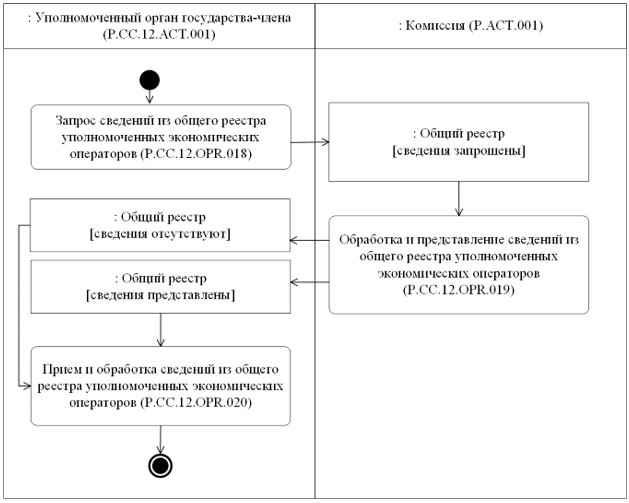 : Уполномоченный орган государства-члена
(P.CC.12.ACT.001)
: Комиссия (P.ACT.001)
Запрос сведений из общего реестра
уполномоченных экономических
операторов (P.CC.12.OPR.018)
: Общий реестр
[сведения запрошены]
: Общий реестр
[сведения отсутствуют]
Обработка и представление сведений из
общего реестра уполномоченных
экономических операторов
(P.CC.12.OPR.019)
: Общий реестр
[сведения представлены]
Прием и обработка сведений из общего
реестра уполномоченных экономических
операторов (P.CC.12.OPR.020)